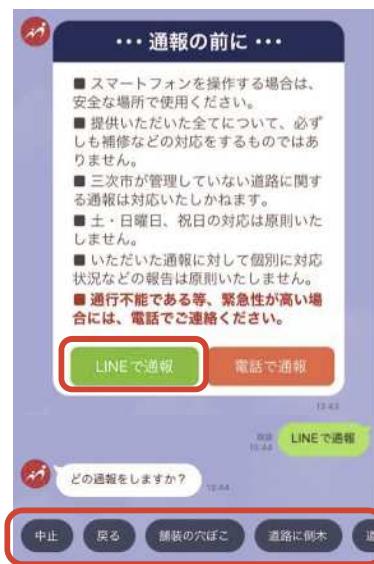 ••• 通報の前に •••
■ スマートフォンを操作する場合は、
安全な場所で使用ください。
■ 提供いただいた全てについて、必ず
しも補修などの対応をするものではあ
りません。
■ 三次市が管理していない道路に関す
る通報は対応いたしかねます。
■ 土・日曜日、祝日の対応は原則いた
しません。
■ いただいた通報に対して個別に対応
状況などの報告は原則いたしません。
■ 通行不能である等、緊急性が高い場
合には、電話でご連絡ください。
LINEで通報 電話で通報
13:43
既読
13:44 LINEで通報
どの通報をしますか？ 13:44
中止 戻る 舗装の穴ぼこ 道路に倒木 道